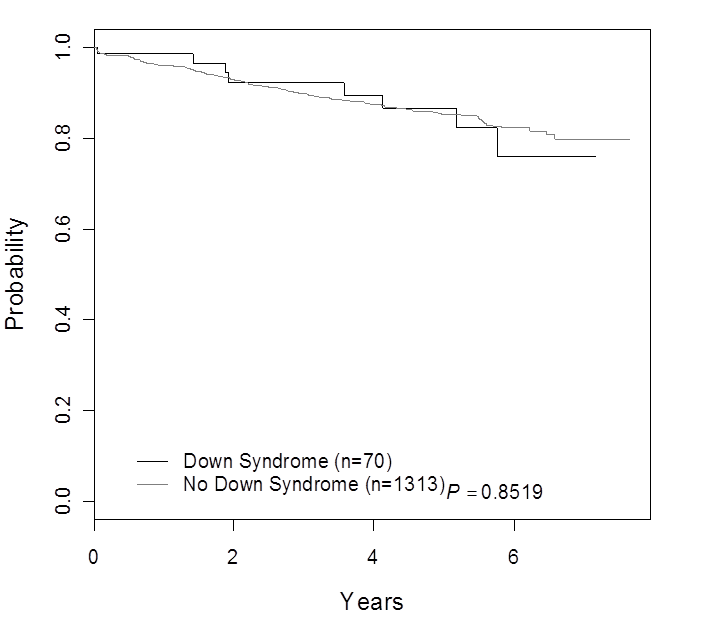 1.0
0.8
0.6
0.4
0.2
0.0
Probability
Down Syndrome (n=70)
No Down Syndrome (n=1313)
P = 0.8519
0 2 4 6
Years